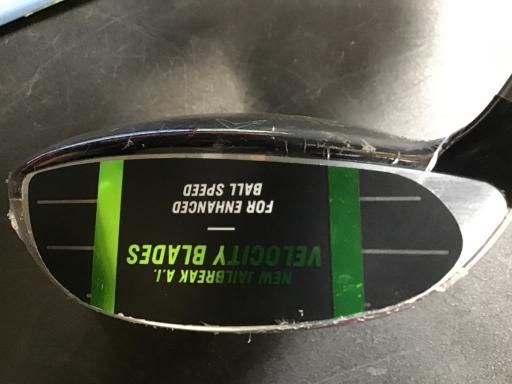 NEW JAILBREAK A.I.
VELOCITY BLADES
FOR ENHANCED
BALL SPEED